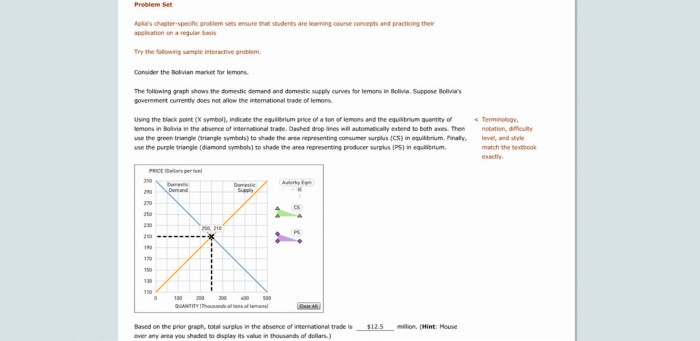 Problem Set
Aplia's chapter-specific problem sets ensure that students are learning course concepts and practicing their
application on a regular basis
Try the following sample interactive problem.
Consider the Bolivian market for lemons.
The following graph shows the domestic demand and domestic supply curves for lemons in Bolivia. Suppose Bolivia's
government currently does not allow the international trade of lemons.
Using the black point (X symbol), indicate the equilibrium price of a ton of lemons and the equilibrium quantity of
lemons in Bolivia in the absence of international trade. Dashed drop lines will automatically extend to both axes. Then
use the green triangle (triangle symbols) to shade the area representing consumer surplus (CS) in equilibrium. Finally,
use the purple triangle (diamond symbols) to shade the area representing producer surplus (PS) in equilibrium.
< Terminology,
notation, difficulty
level, and style
match the textbook
exactly.
PRICE (Dollars per ton)
310
290
270
250
230
210
190
170
150
130
110
Domestic
Demand
Domestic
Supply
250, 210
0 100 200 300 400 500
QUANTITY (Thousands of tons of lemons)
Autarky Eqm
CS
PS
Clear All
Based on the prior graph, total surplus in the absence of international trade is $12.5 million. (Hint: Mouse
over any area you shaded to display its value in thousands of dollars.)